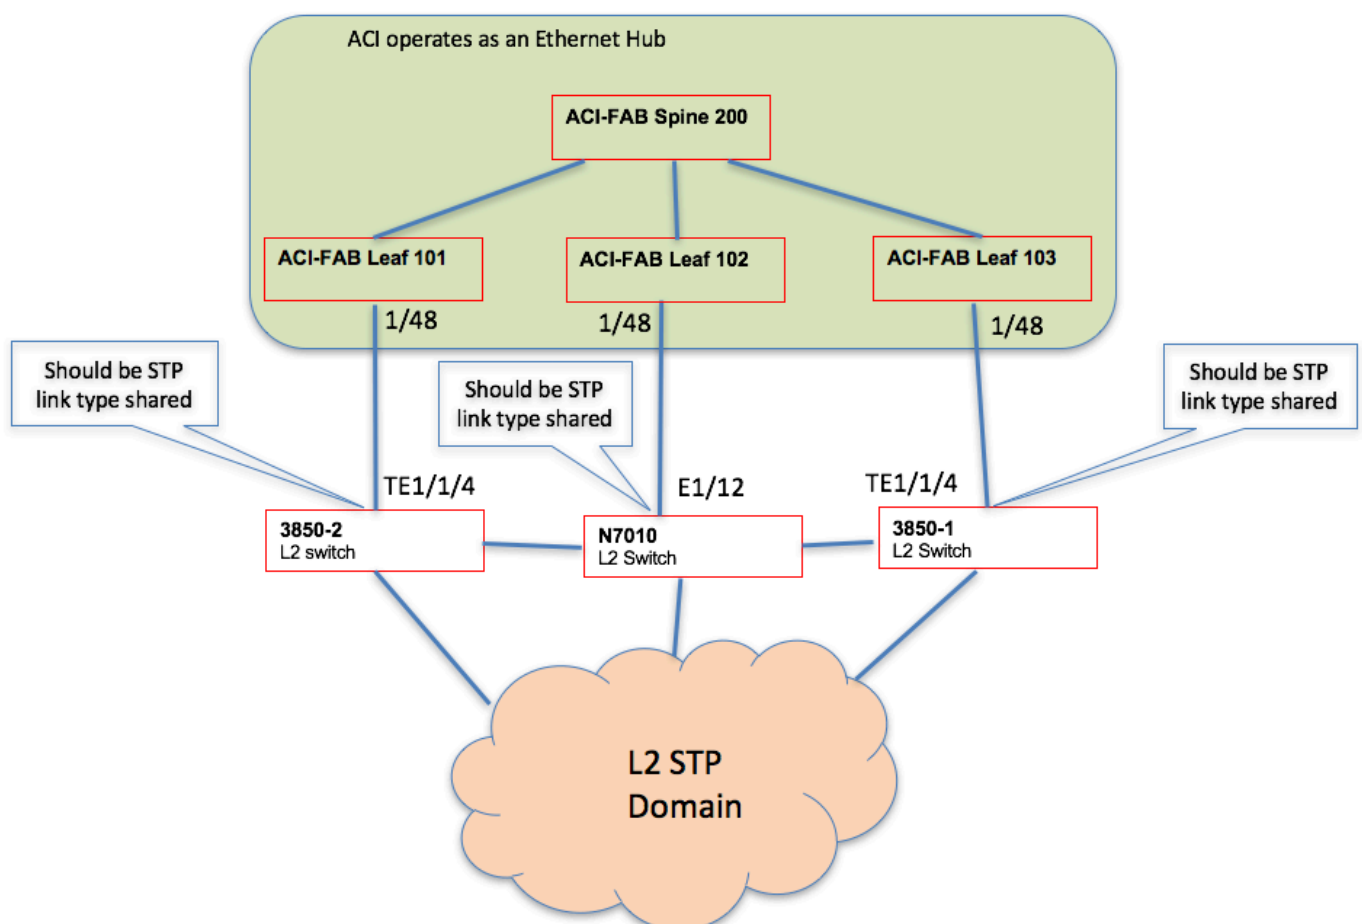 ACI operates as an Ethernet Hub
ACI-FAB Spine 200
ACI-FAB Leaf 101
ACI-FAB Leaf 102
ACI-FAB Leaf 103
1/48
1/48
1/48
Should be STP
link type shared
Should be STP
link type shared
Should be STP
link type shared
TE1/1/4
E1/12
TE1/1/4
3850-2
L2 switch
N7010
L2 Switch
3850-1
L2 Switch
L2 STP
Domain